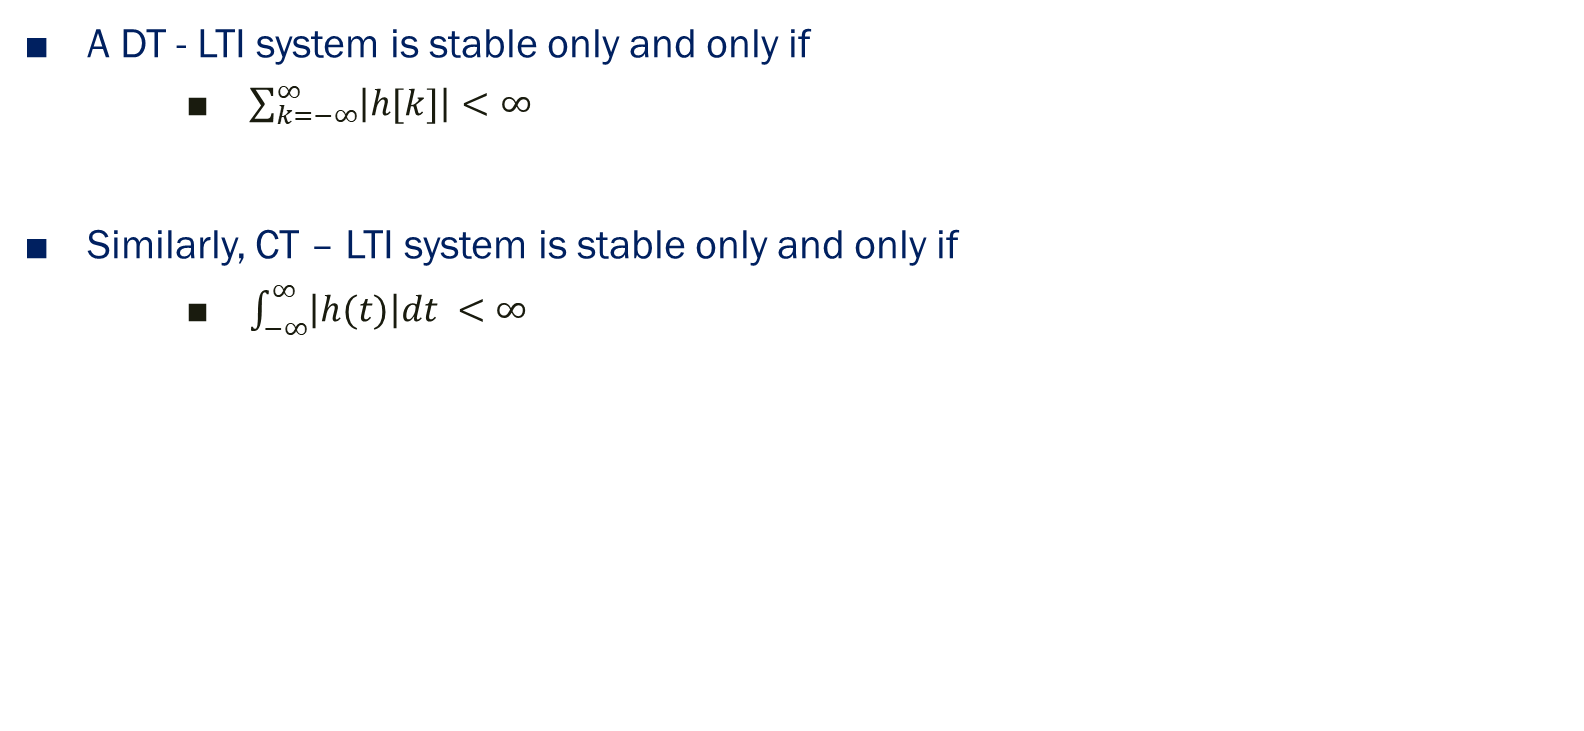 ■ A DT - LTI system is stable only and only if
■ ∑_{k=−∞}^{∞}|h[k]| < ∞
■ Similarly, CT – LTI system is stable only and only if
■ ∫_{−∞}^{∞}|h(t)|dt < ∞